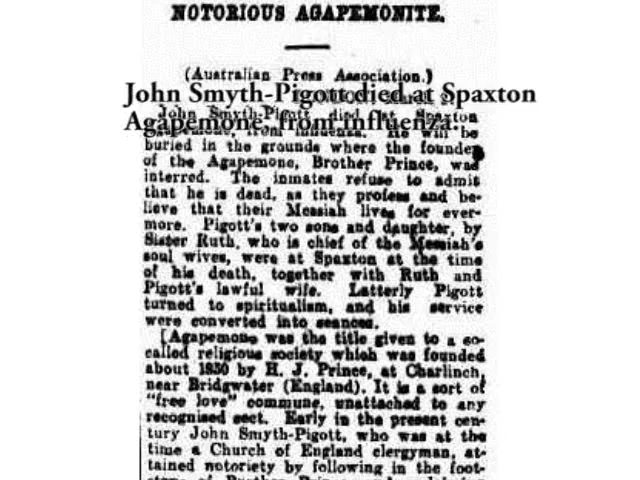 NOTORIOUS AGAPEMONITE.
(Australian Press Association.)
John Smyth-Pigott died at Spaxton
Agapemone, from influenza.
John Smyth-Pigott died at Spaxton
Agapemone, from influenza. He will be
buried in the grounds where the founder
of the Agapemone, Brother Prince, was
interred. The inmates refuse to admit
that he is dead, as they profess and be-
lieve that their Messiah lives for ever-
more. Pigott's two sons and daughter, by
Sister Ruth, who is chief of the Messiah's
soul wives, were at Spaxton at the time
of his death, together with Ruth and
Pigott's lawful wife. Latterly Pigott
turned to spiritualism, and his service
were converted into seances.
[Agapemone was the title given to a so-
called religious society which was founded
about 1850 by H. J. Prince, at Charlinch,
near Bridgwater (England). It is a sort of
"free love" commune, unattached to any
recognised sect. Early in the present cen-
tury John Smyth-Pigott, who was at the
time a Church of England clergyman, at-
tained notoriety by following in the foot-